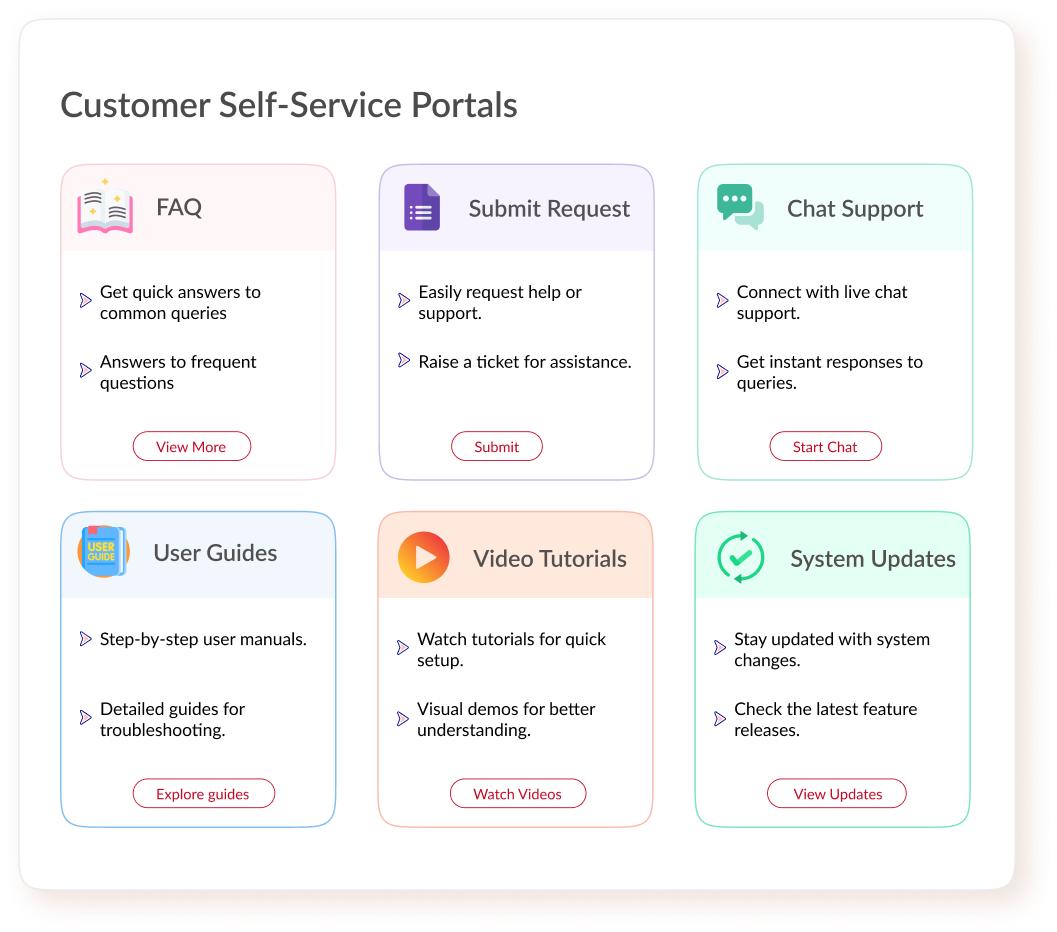 Customer Self-Service Portals
FAQ
Get quick answers to
common queries
Answers to frequent
questions
View More
Submit Request
Easily request help or
support.
Raise a ticket for assistance.
Submit
Chat Support
Connect with live chat
support.
Get instant responses to
queries.
Start Chat
USER
GUIDE
User Guides
Step-by-step user manuals.
Detailed guides for
troubleshooting.
Explore guides
Video Tutorials
Watch tutorials for quick
setup.
Visual demos for better
understanding.
Watch Videos
System Updates
Stay updated with system
changes.
Check the latest feature
releases.
View Updates